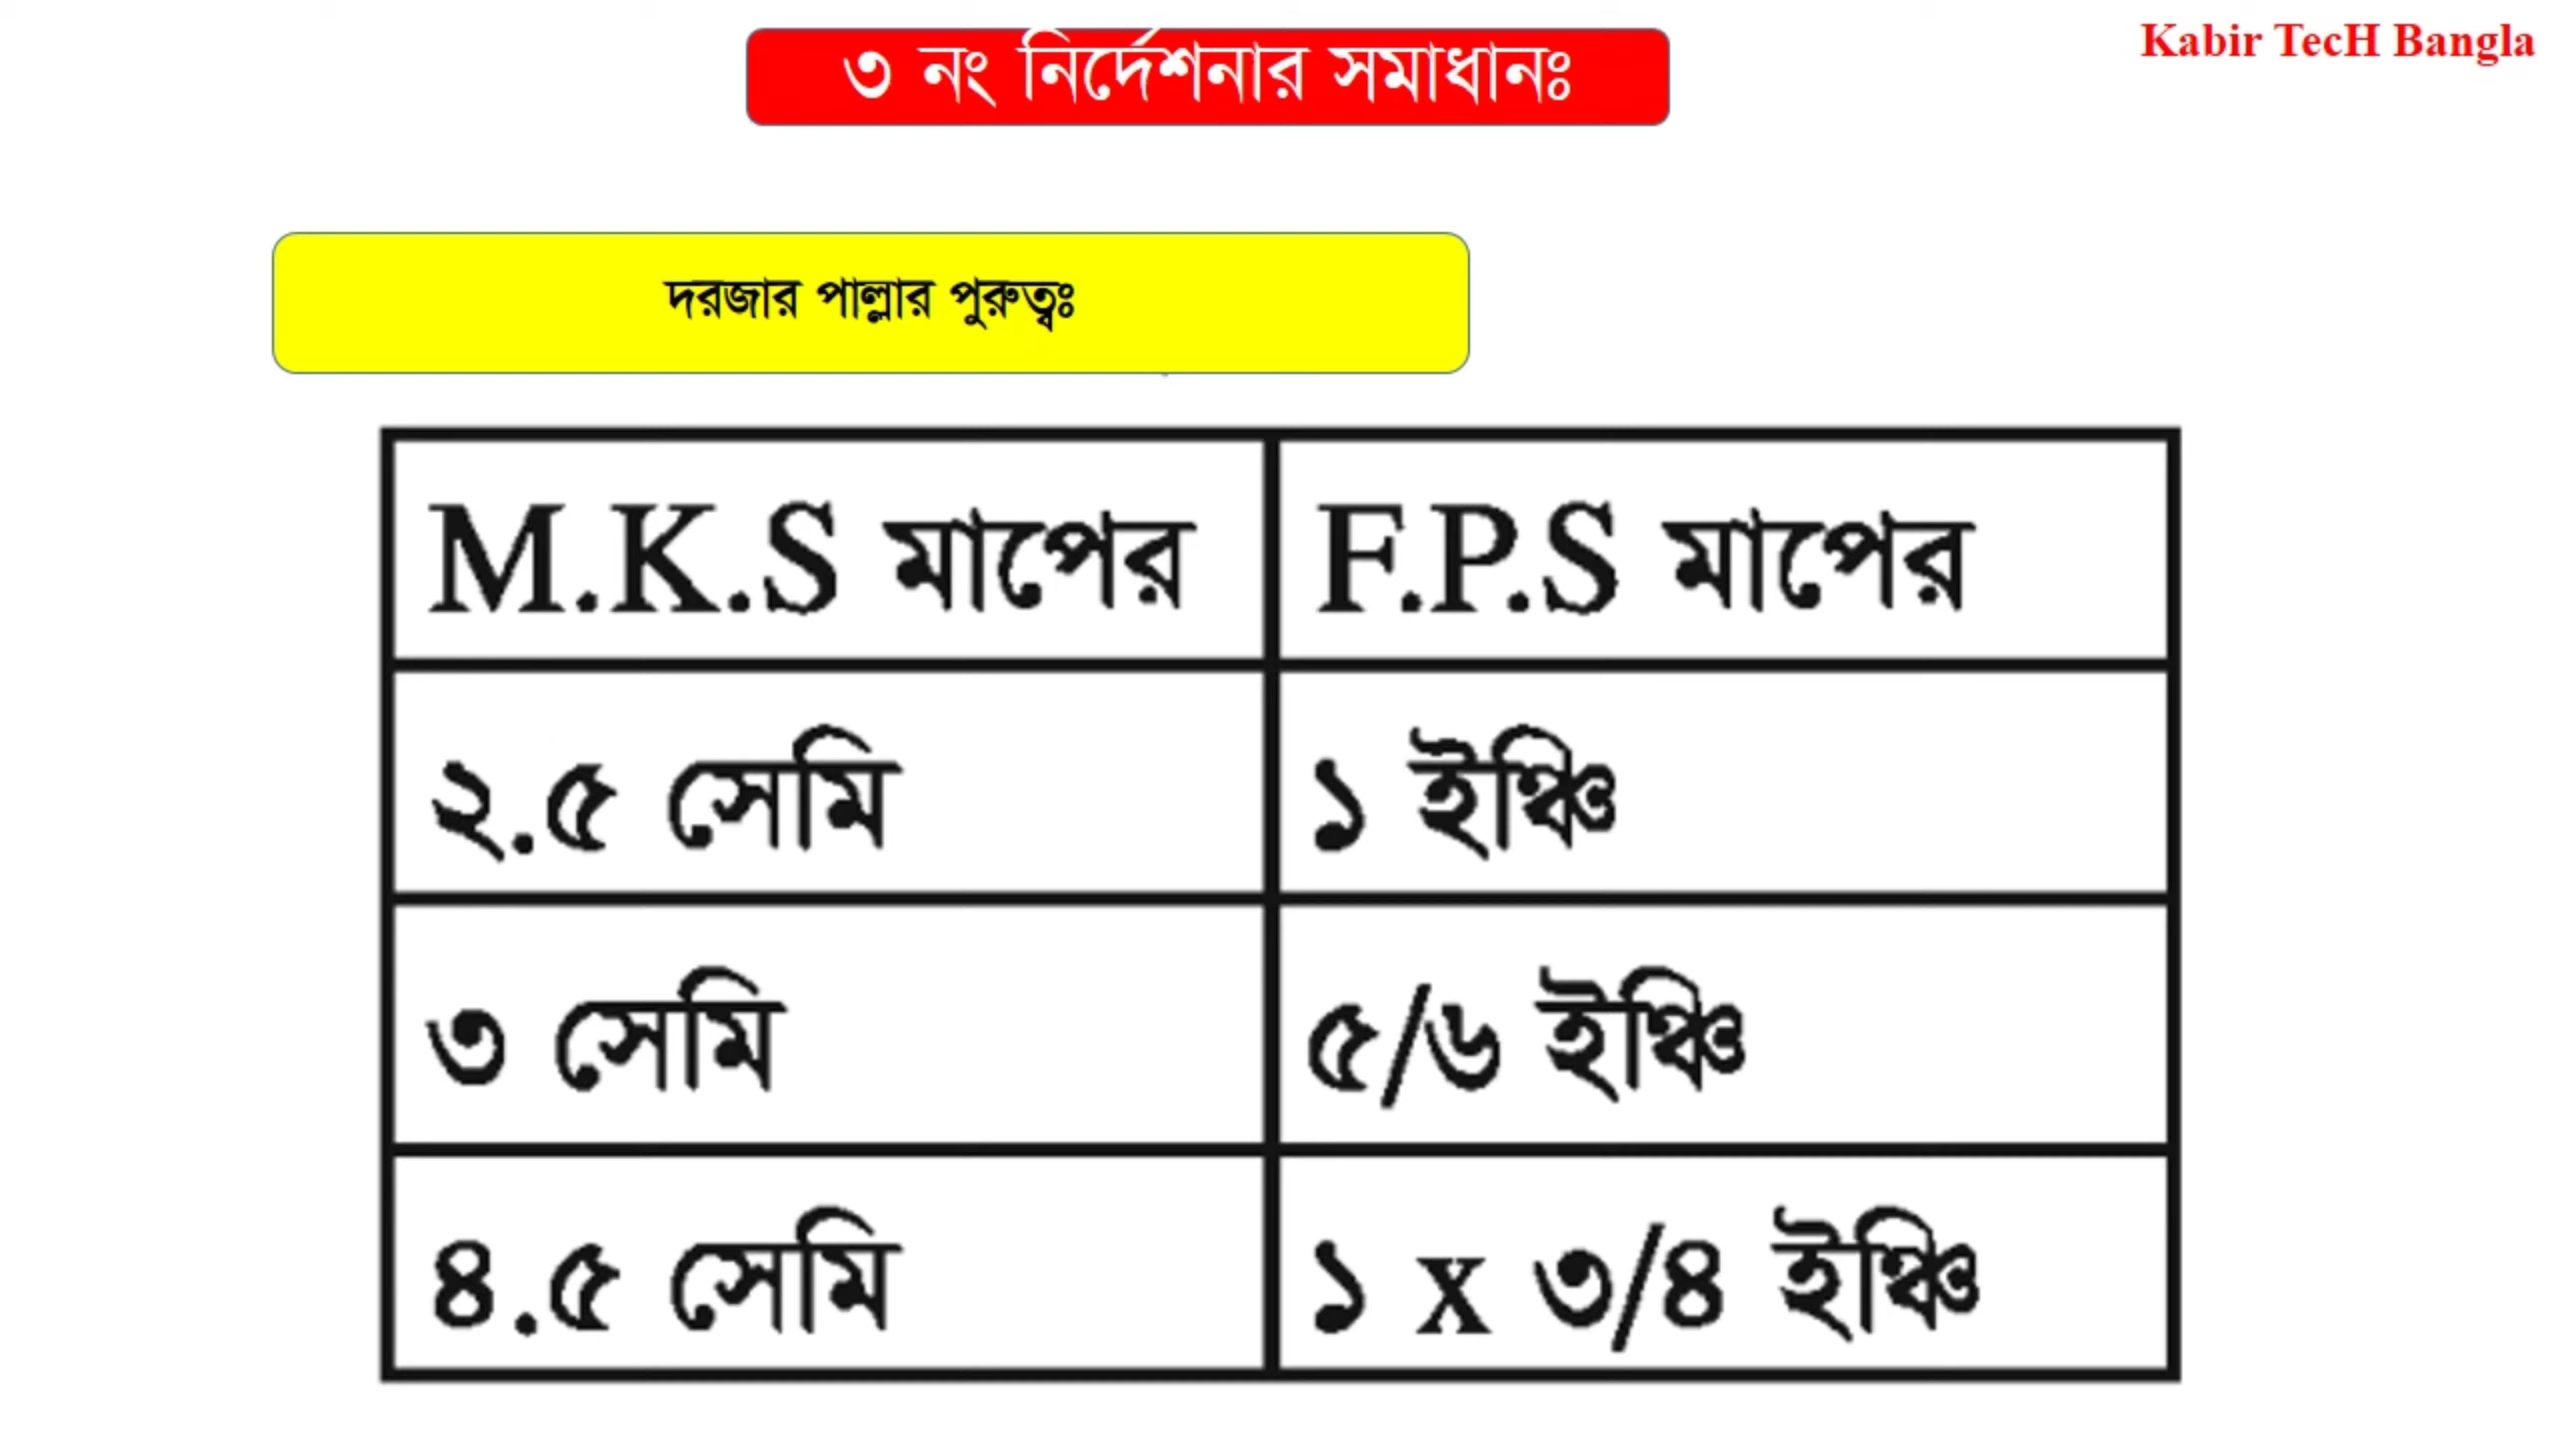 Kabir TecH Bangla
৩ নং নির্দেশনার সমাধানঃ
দরজার পাল্লার পুরুত্বঃ
M.K.S মাপের F.P.S মাপের
২.৫ সেমি ১ ইঞ্চি
৩ সেমি ৫/৬ ইঞ্চি
৪.৫ সেমি ১ x ৩/৪ ইঞ্চি